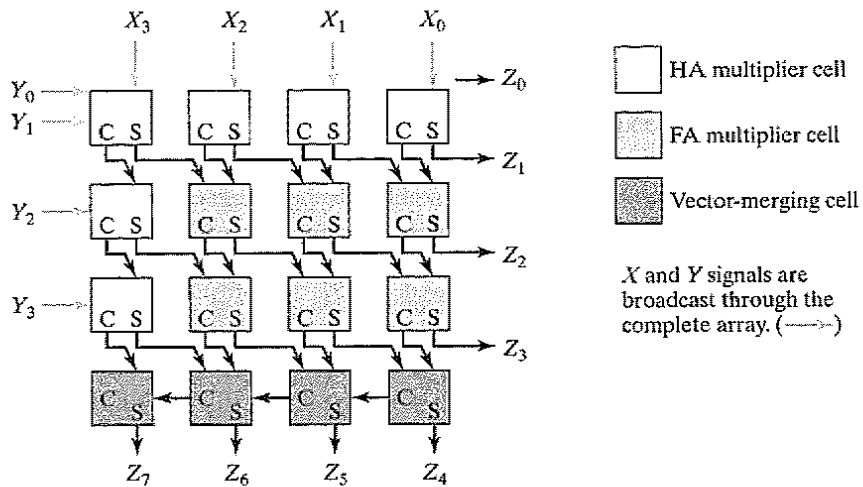 X3 X2 X1 X0
Z0
HA multiplier cell
Y0
Y1
C S C S C S C S
FA multiplier cell
Z1
Y2
C S C S C S C S
Vector-merging cell
Z2
Y3
C S C S C S C S
X and Y signals are
broadcast through the
complete array. ( )
Z3
C S C S C S C S
Z7 Z6 Z5 Z4